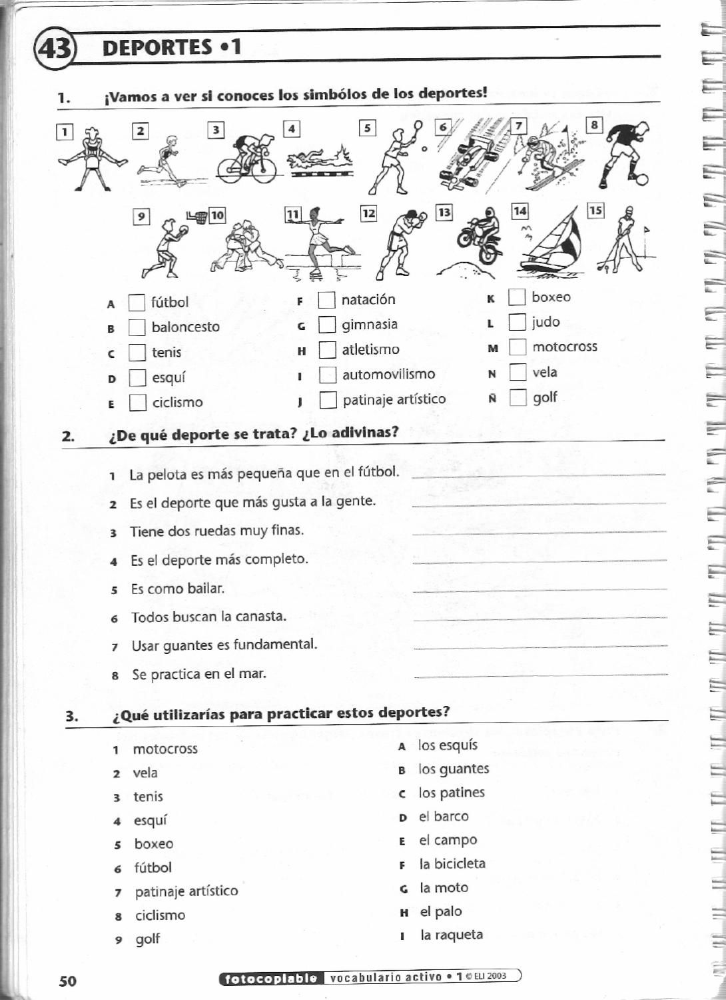 43 DEPORTES •1
1. ¡Vamos a ver si conoces los simbólos de los deportes!
1 2 3 4 5 6 7 8
9 10 11 12 13 14 15
A fútbol
B baloncesto
C tenis
D esquí
E ciclismo
F natación
G gimnasia
H atletismo
I automovilismo
J patinaje artístico
K boxeo
L judo
M motocross
N vela
Ñ golf
2. ¿De qué deporte se trata? ¿Lo adivinas?
1 La pelota es más pequeña que en el fútbol.
2 Es el deporte que más gusta a la gente.
3 Tiene dos ruedas muy finas.
4 Es el deporte más completo.
5 Es como bailar.
6 Todos buscan la canasta.
7 Usar guantes es fundamental.
8 Se practica en el mar.
3. ¿Qué utilizarías para practicar estos deportes?
1 motocross
2 vela
3 tenis
4 esquí
5 boxeo
6 fútbol
7 patinaje artístico
8 ciclismo
9 golf
A los esquís
B los guantes
C los patines
D el barco
E el campo
F la bicicleta
G la moto
H el palo
I la raqueta
50
fotocopiable vocabulario activo • 1 © ELI 2003